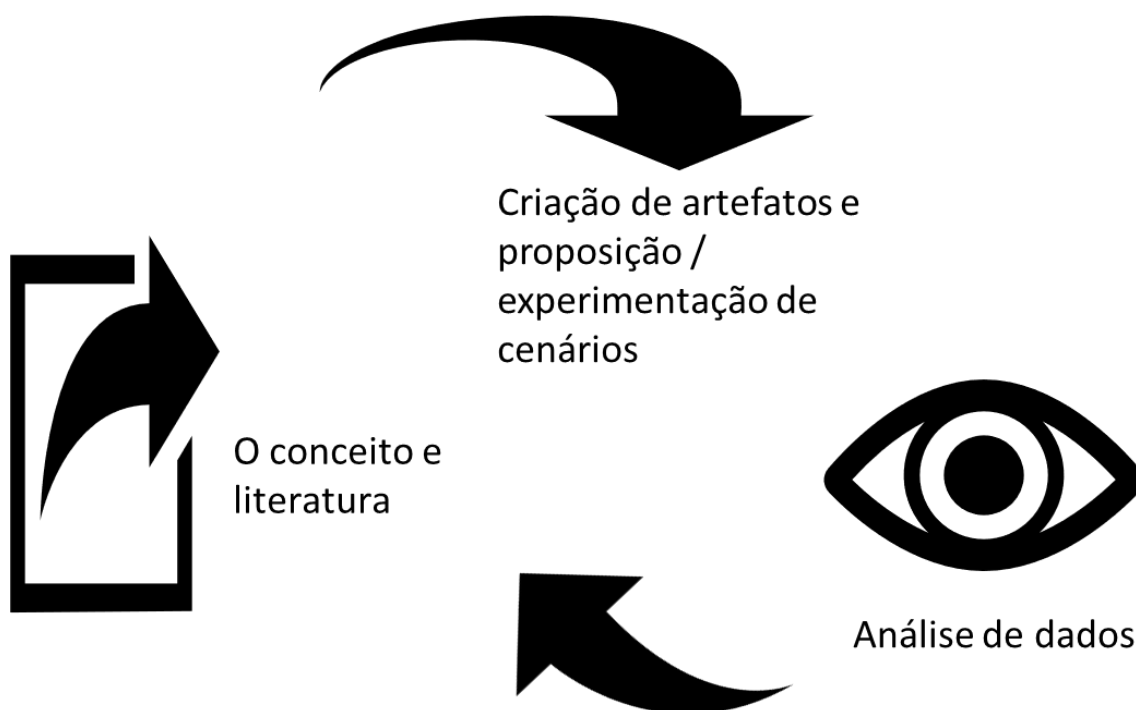 Criação de artefatos e
proposição /
experimentação de
cenários
O conceito e
literatura
Análise de dados